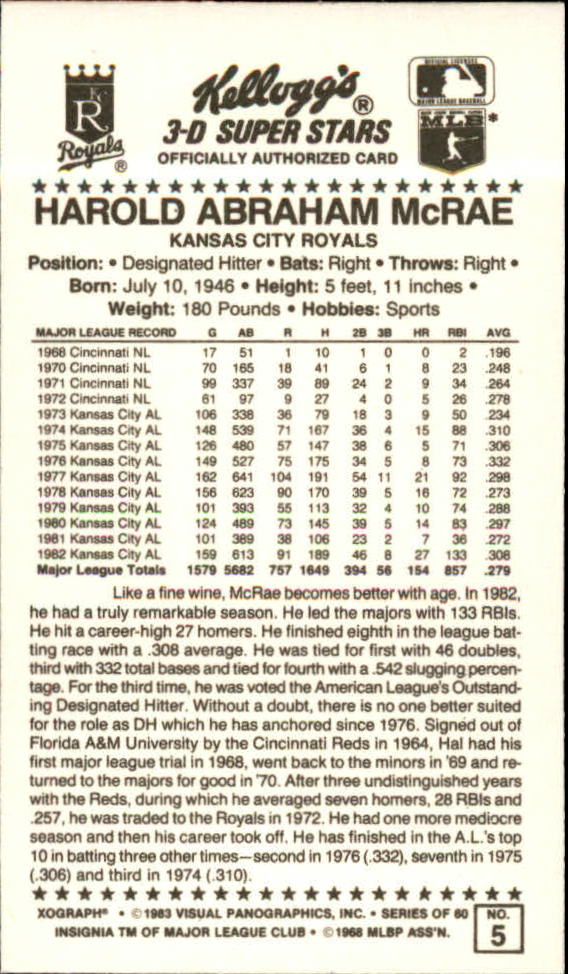 KC
R
Royals ®
Kellogg's ®
3-D SUPER STARS
OFFICIALLY AUTHORIZED CARD
OFFICIAL LICENSEE
MAJOR LEAGUE BASEBALL
MLB *
HAROLD ABRAHAM McRAE
KANSAS CITY ROYALS
Position: • Designated Hitter • Bats: Right • Throws: Right •
Born: July 10, 1946 • Height: 5 feet, 11 inches •
Weight: 180 Pounds • Hobbies: Sports
MAJOR LEAGUE RECORD G AB R H 2B 3B HR RBI AVG
1968 Cincinnati NL 17 51 1 10 1 0 0 2 .196
1970 Cincinnati NL 70 165 18 41 6 1 8 23 .248
1971 Cincinnati NL 99 337 39 89 24 2 9 34 .264
1972 Cincinnati NL 61 97 9 27 4 0 5 26 .278
1973 Kansas City AL 106 338 36 79 18 3 9 50 .234
1974 Kansas City AL 148 539 71 167 36 4 15 88 .310
1975 Kansas City AL 126 480 57 147 38 6 5 71 .306
1976 Kansas City AL 149 527 75 175 34 5 8 73 .332
1977 Kansas City AL 162 641 104 191 54 11 21 92 .298
1978 Kansas City AL 156 623 90 170 39 5 16 72 .273
1979 Kansas City AL 101 393 55 113 32 4 10 74 .288
1980 Kansas City AL 124 489 73 145 39 5 14 83 .297
1981 Kansas City AL 101 389 38 106 23 2 7 36 .272
1982 Kansas City AL 159 613 91 189 46 8 27 133 .308
Major League Totals 1579 5682 757 1649 394 56 154 857 .279
Like a fine wine, McRae becomes better with age. In 1982,
he had a truly remarkable season. He led the majors with 133 RBIs.
He hit a career-high 27 homers. He finished eighth in the league bat-
ting race with a .308 average. He was tied for first with 46 doubles,
third with 332 total bases and tied for fourth with a .542 slugging percen-
tage. For the third time, he was voted the American League's Outstand-
ing Designated Hitter. Without a doubt, there is no one better suited
for the role as DH which he has anchored since 1976. Signed out of
Florida A&M University by the Cincinnati Reds in 1964, Hal had his
first major league trial in 1968, went back to the minors in '69 and re-
turned to the majors for good in '70. After three undistinguished years
with the Reds, during which he averaged seven homers, 28 RBIs and
.257, he was traded to the Royals in 1972. He had one more mediocre
season and then his career took off. He has finished in the A.L.'s top
10 in batting three other times—second in 1976 (.332), seventh in 1975
(.306) and third in 1974 (.310).
XOGRAPH® • ©1983 VISUAL PANOGRAPHICS, INC. • SERIES OF 60
INSIGNIA TM OF MAJOR LEAGUE CLUB • ©1968 MLBP ASS'N.
NO.
5